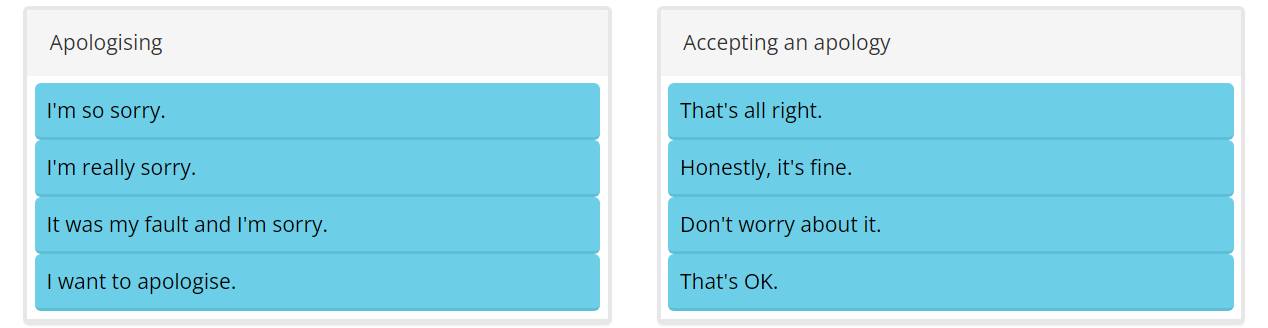 Apologising
I'm so sorry.
I'm really sorry.
It was my fault and I'm sorry.
I want to apologise.
Accepting an apology
That's all right.
Honestly, it's fine.
Don't worry about it.
That's OK.